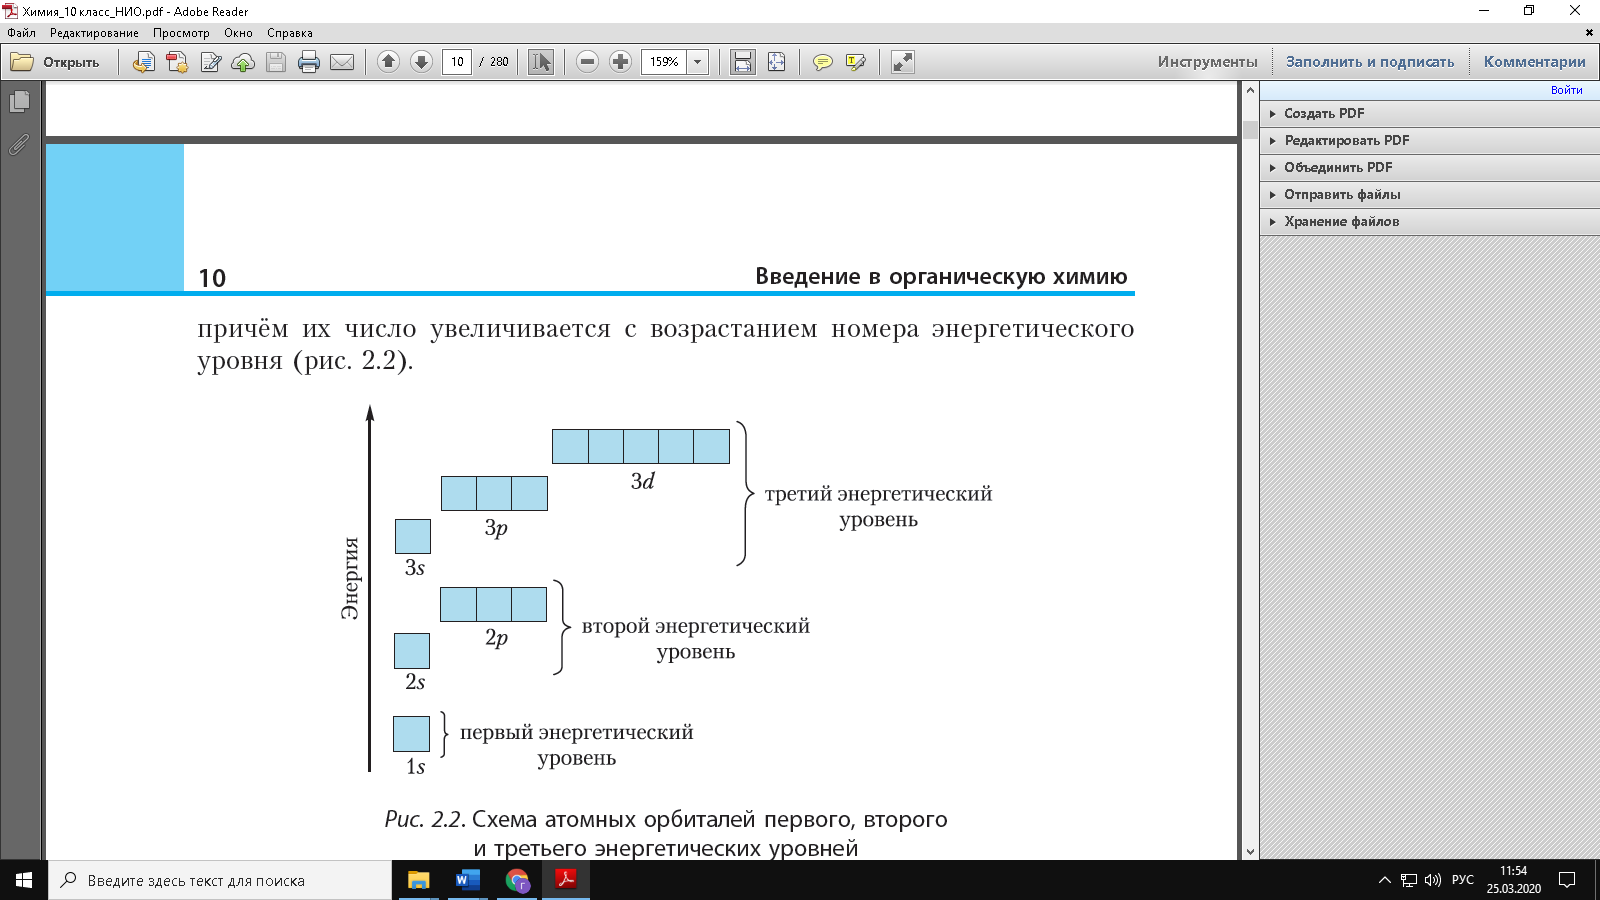 Химия_10 класс_НИО.pdf - Adobe Reader
Файл Редактирование Просмотр Окно Справка
Открыть 10 / 280 159% Инструменты Заполнить и подписать Комментарии
Войти
Создать PDF
Редактировать PDF
Объединить PDF
Отправить файлы
Хранение файлов
10 Введение в органическую химию
причём их число увеличивается с возрастанием номера энергетического
уровня (рис. 2.2).
Энергия
3d
3p
3s
третий энергетический
уровень
2p
2s
второй энергетический
уровень
1s
первый энергетический
уровень
Рис. 2.2. Схема атомных орбиталей первого, второго
и третьего энергетических уровней
Введите здесь текст для поиска
РУС
11:54
25.03.2020